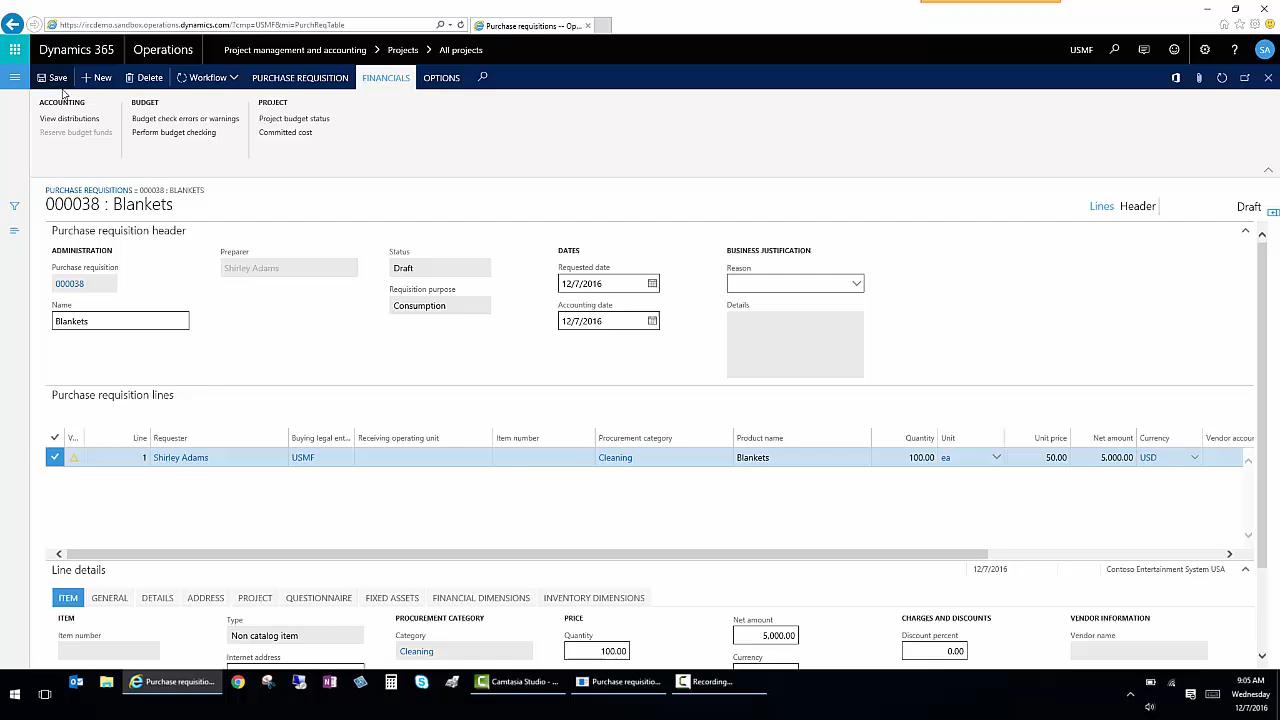 https://ircdemo.sandbox.operations.dynamics.com/?cmp=USMF&mi=PurchReqTable
Purchase requisitions -- Op...
Dynamics 365 Operations Project management and accounting > Projects > All projects USMF SA
Save + New Delete Workflow PURCHASE REQUISITION FINANCIALS OPTIONS
ACCOUNTING BUDGET PROJECT
View distributions Budget check errors or warnings Project budget status
Reserve budget funds Perform budget checking Committed cost
PURCHASE REQUISITIONS = 000038 : BLANKETS
000038 : Blankets Lines Header Draft
Purchase requisition header
ADMINISTRATION Preparer Status DATES BUSINESS JUSTIFICATION
Purchase requisition Shirley Adams Draft Requested date Reason
000038 Requisition purpose 12/7/2016
Name Consumption Accounting date Details
Blankets 12/7/2016
Purchase requisition lines
V... Line Requester Buying legal ent... Receiving operating unit Item number Procurement category Product name Quantity Unit Unit price Net amount Currency Vendor accou
1 Shirley Adams USMF Cleaning Blankets 100.00 ea 50.00 5,000.00 USD
Line details 12/7/2016 Contoso Entertainment System USA
ITEM GENERAL DETAILS ADDRESS PROJECT QUESTIONNAIRE FIXED ASSETS FINANCIAL DIMENSIONS INVENTORY DIMENSIONS
ITEM Type PROCUREMENT CATEGORY PRICE Net amount CHARGES AND DISCOUNTS VENDOR INFORMATION
Item number Non catalog item Category Quantity 5,000.00 Discount percent Vendor name
Internet address Cleaning 100.00 Currency 0.00
Purchase requisitio... Camtasia Studio - ... Purchase requisitio... Recording... 9:05 AM
Wednesday
12/7/2016